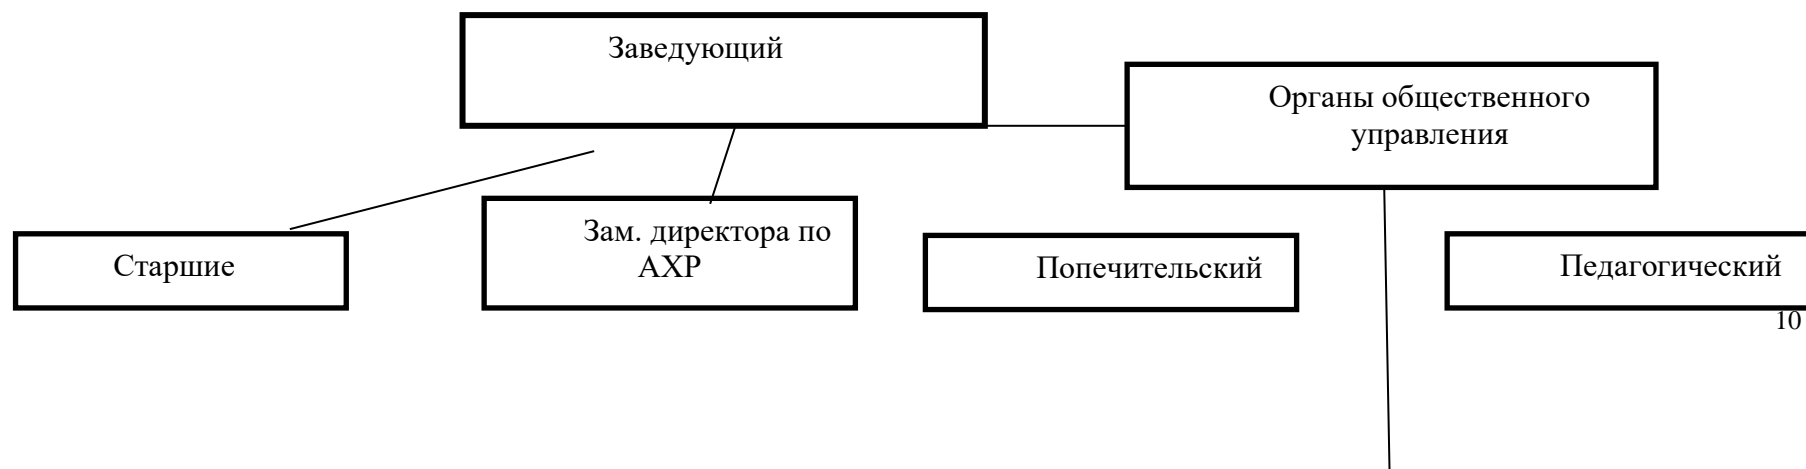 Заведующий
Органы общественного
управления
Старшие
Зам. директора по
АХР
Попечительский
Педагогический
10